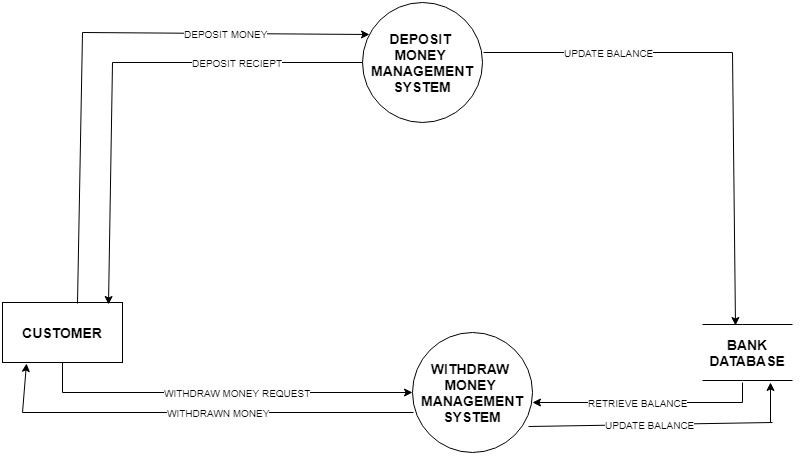 DEPOSIT MONEY
DEPOSIT RECIEPT
DEPOSIT
MONEY
MANAGEMENT
SYSTEM
UPDATE BALANCE
CUSTOMER
BANK
DATABASE
WITHDRAW MONEY REQUEST
WITHDRAWN MONEY
WITHDRAW
MONEY
MANAGEMENT
SYSTEM
RETRIEVE BALANCE
UPDATE BALANCE